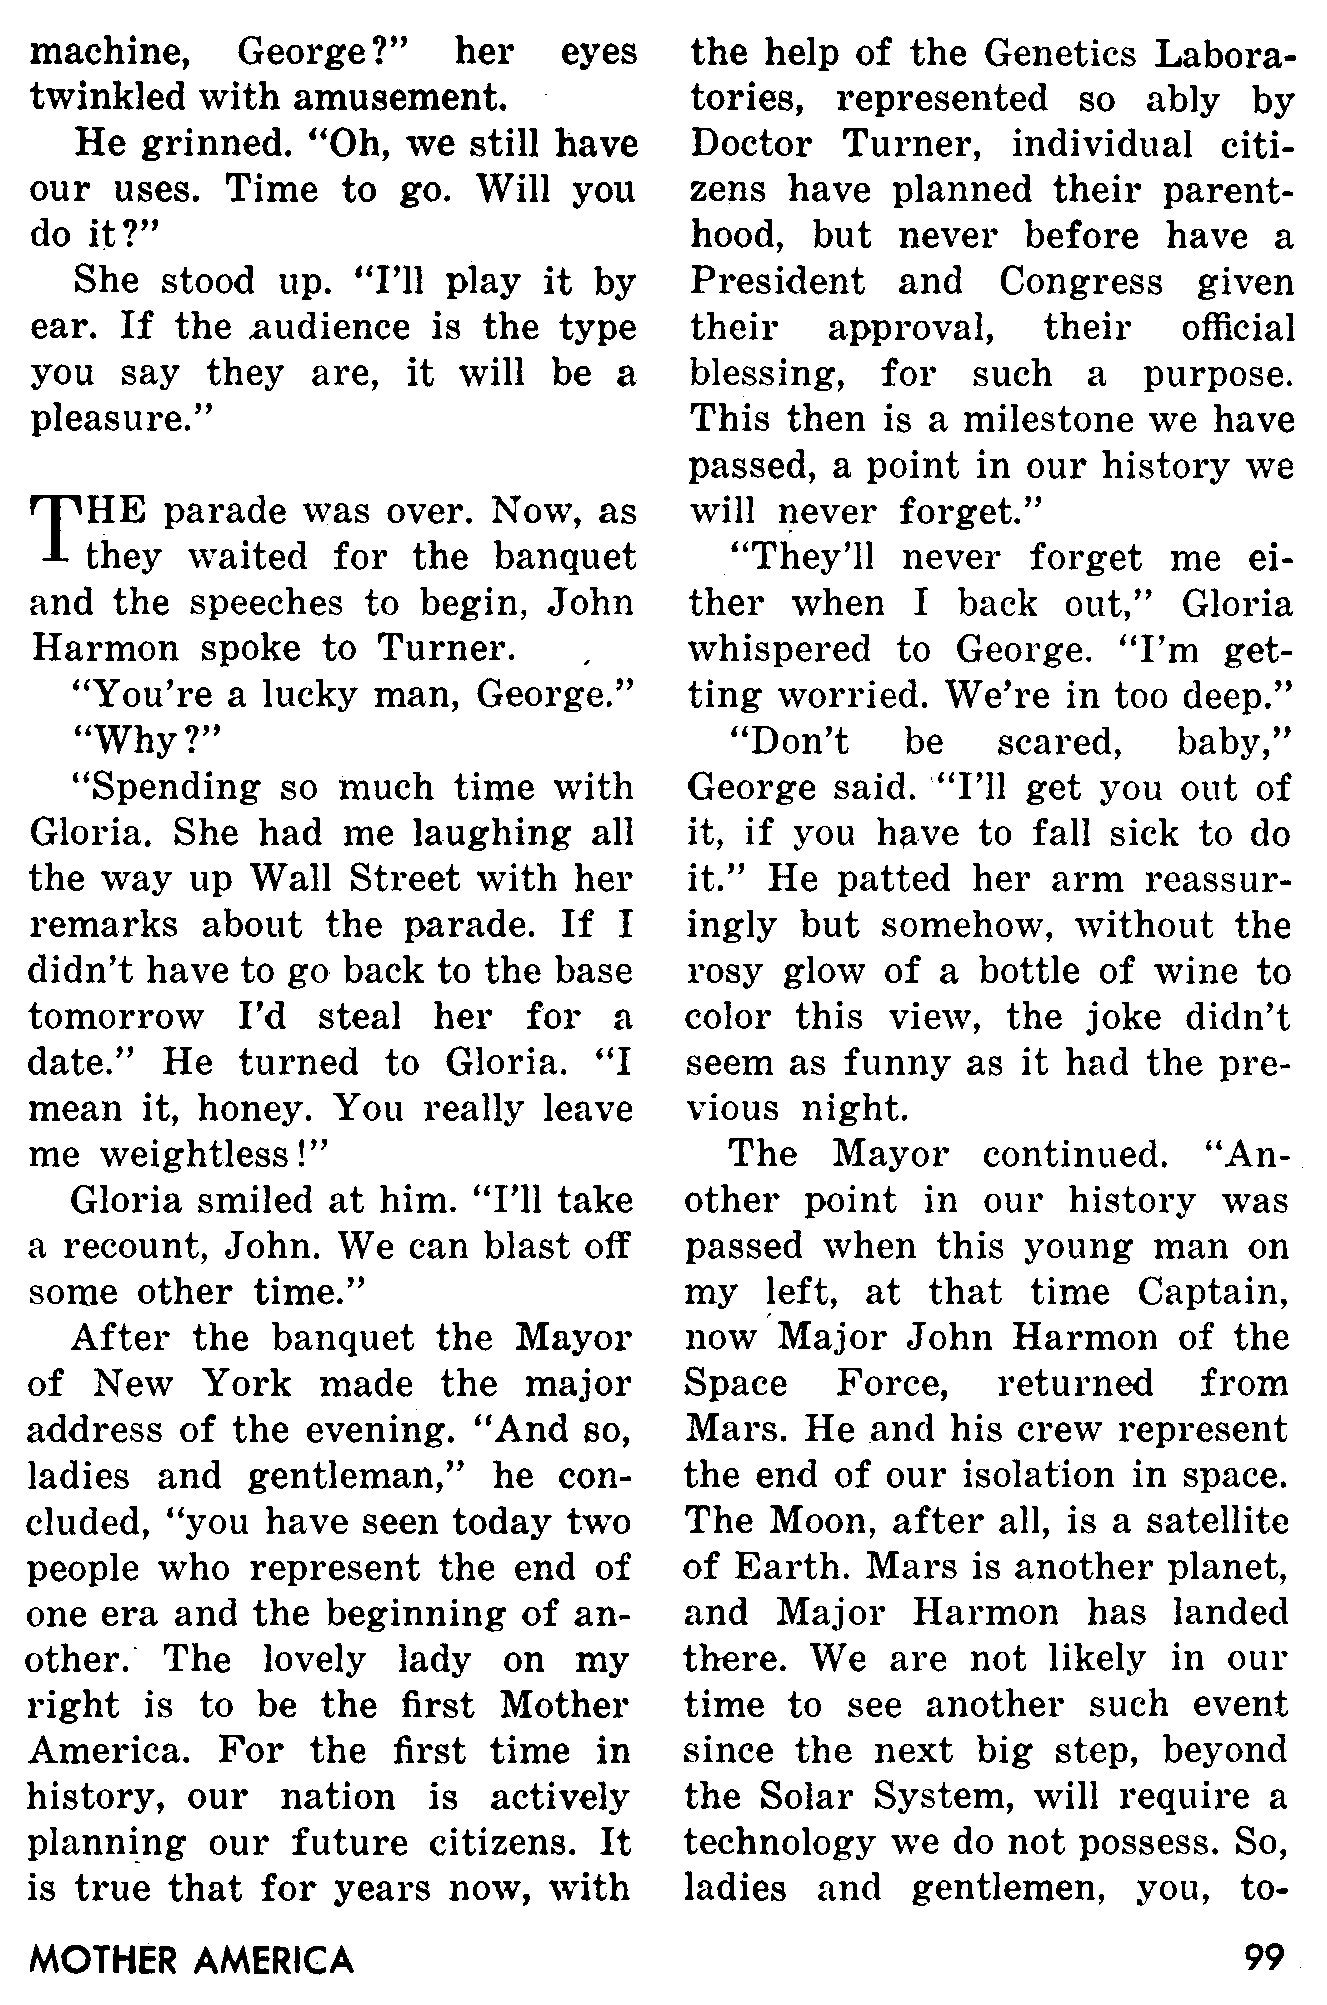 machine, George?” her eyes
twinkled with amusement.
He grinned. “Oh, we still have
our uses. Time to go. Will you
do it?”
She stood up. “I’ll play it by
ear. If the audience is the type
you say they are, it will be a
pleasure.”
THE parade was over. Now, as
they waited for the banquet
and the speeches to begin, John
Harmon spoke to Turner.
“You’re a lucky man, George.”
“Why?”
“Spending so much time with
Gloria. She had me laughing all
the way up Wall Street with her
remarks about the parade. If I
didn’t have to go back to the base
tomorrow I’d steal her for a
date.” He turned to Gloria. “I
mean it, honey. You really leave
me weightless!”
Gloria smiled at him. “I’ll take
a recount, John. We can blast off
some other time.”
After the banquet the Mayor
of New York made the major
address of the evening. “And so,
ladies and gentleman,” he con-
cluded, “you have seen today two
people who represent the end of
one era and the beginning of an-
other. The lovely lady on my
right is to be the first Mother
America. For the first time in
history, our nation is actively
planning our future citizens. It
is true that for years now, with
the help of the Genetics Labora-
tories, represented so ably by
Doctor Turner, individual citi-
zens have planned their parent-
hood, but never before have a
President and Congress given
their approval, their official
blessing, for such a purpose.
This then is a milestone we have
passed, a point in our history we
will never forget.”
“They’ll never forget me ei-
ther when I back out,” Gloria
whispered to George. “I’m get-
ting worried. We’re in too deep.”
“Don’t be scared, baby,”
George said. “I’ll get you out of
it, if you have to fall sick to do
it.” He patted her arm reassur-
ingly but somehow, without the
rosy glow of a bottle of wine to
color this view, the joke didn’t
seem as funny as it had the pre-
vious night.
The Mayor continued. “An-
other point in our history was
passed when this young man on
my left, at that time Captain,
now Major John Harmon of the
Space Force, returned from
Mars. He and his crew represent
the end of our isolation in space.
The Moon, after all, is a satellite
of Earth. Mars is another planet,
and Major Harmon has landed
there. We are not likely in our
time to see another such event
since the next big step, beyond
the Solar System, will require a
technology we do not possess. So,
ladies and gentlemen, you, to-
MOTHER AMERICA 99